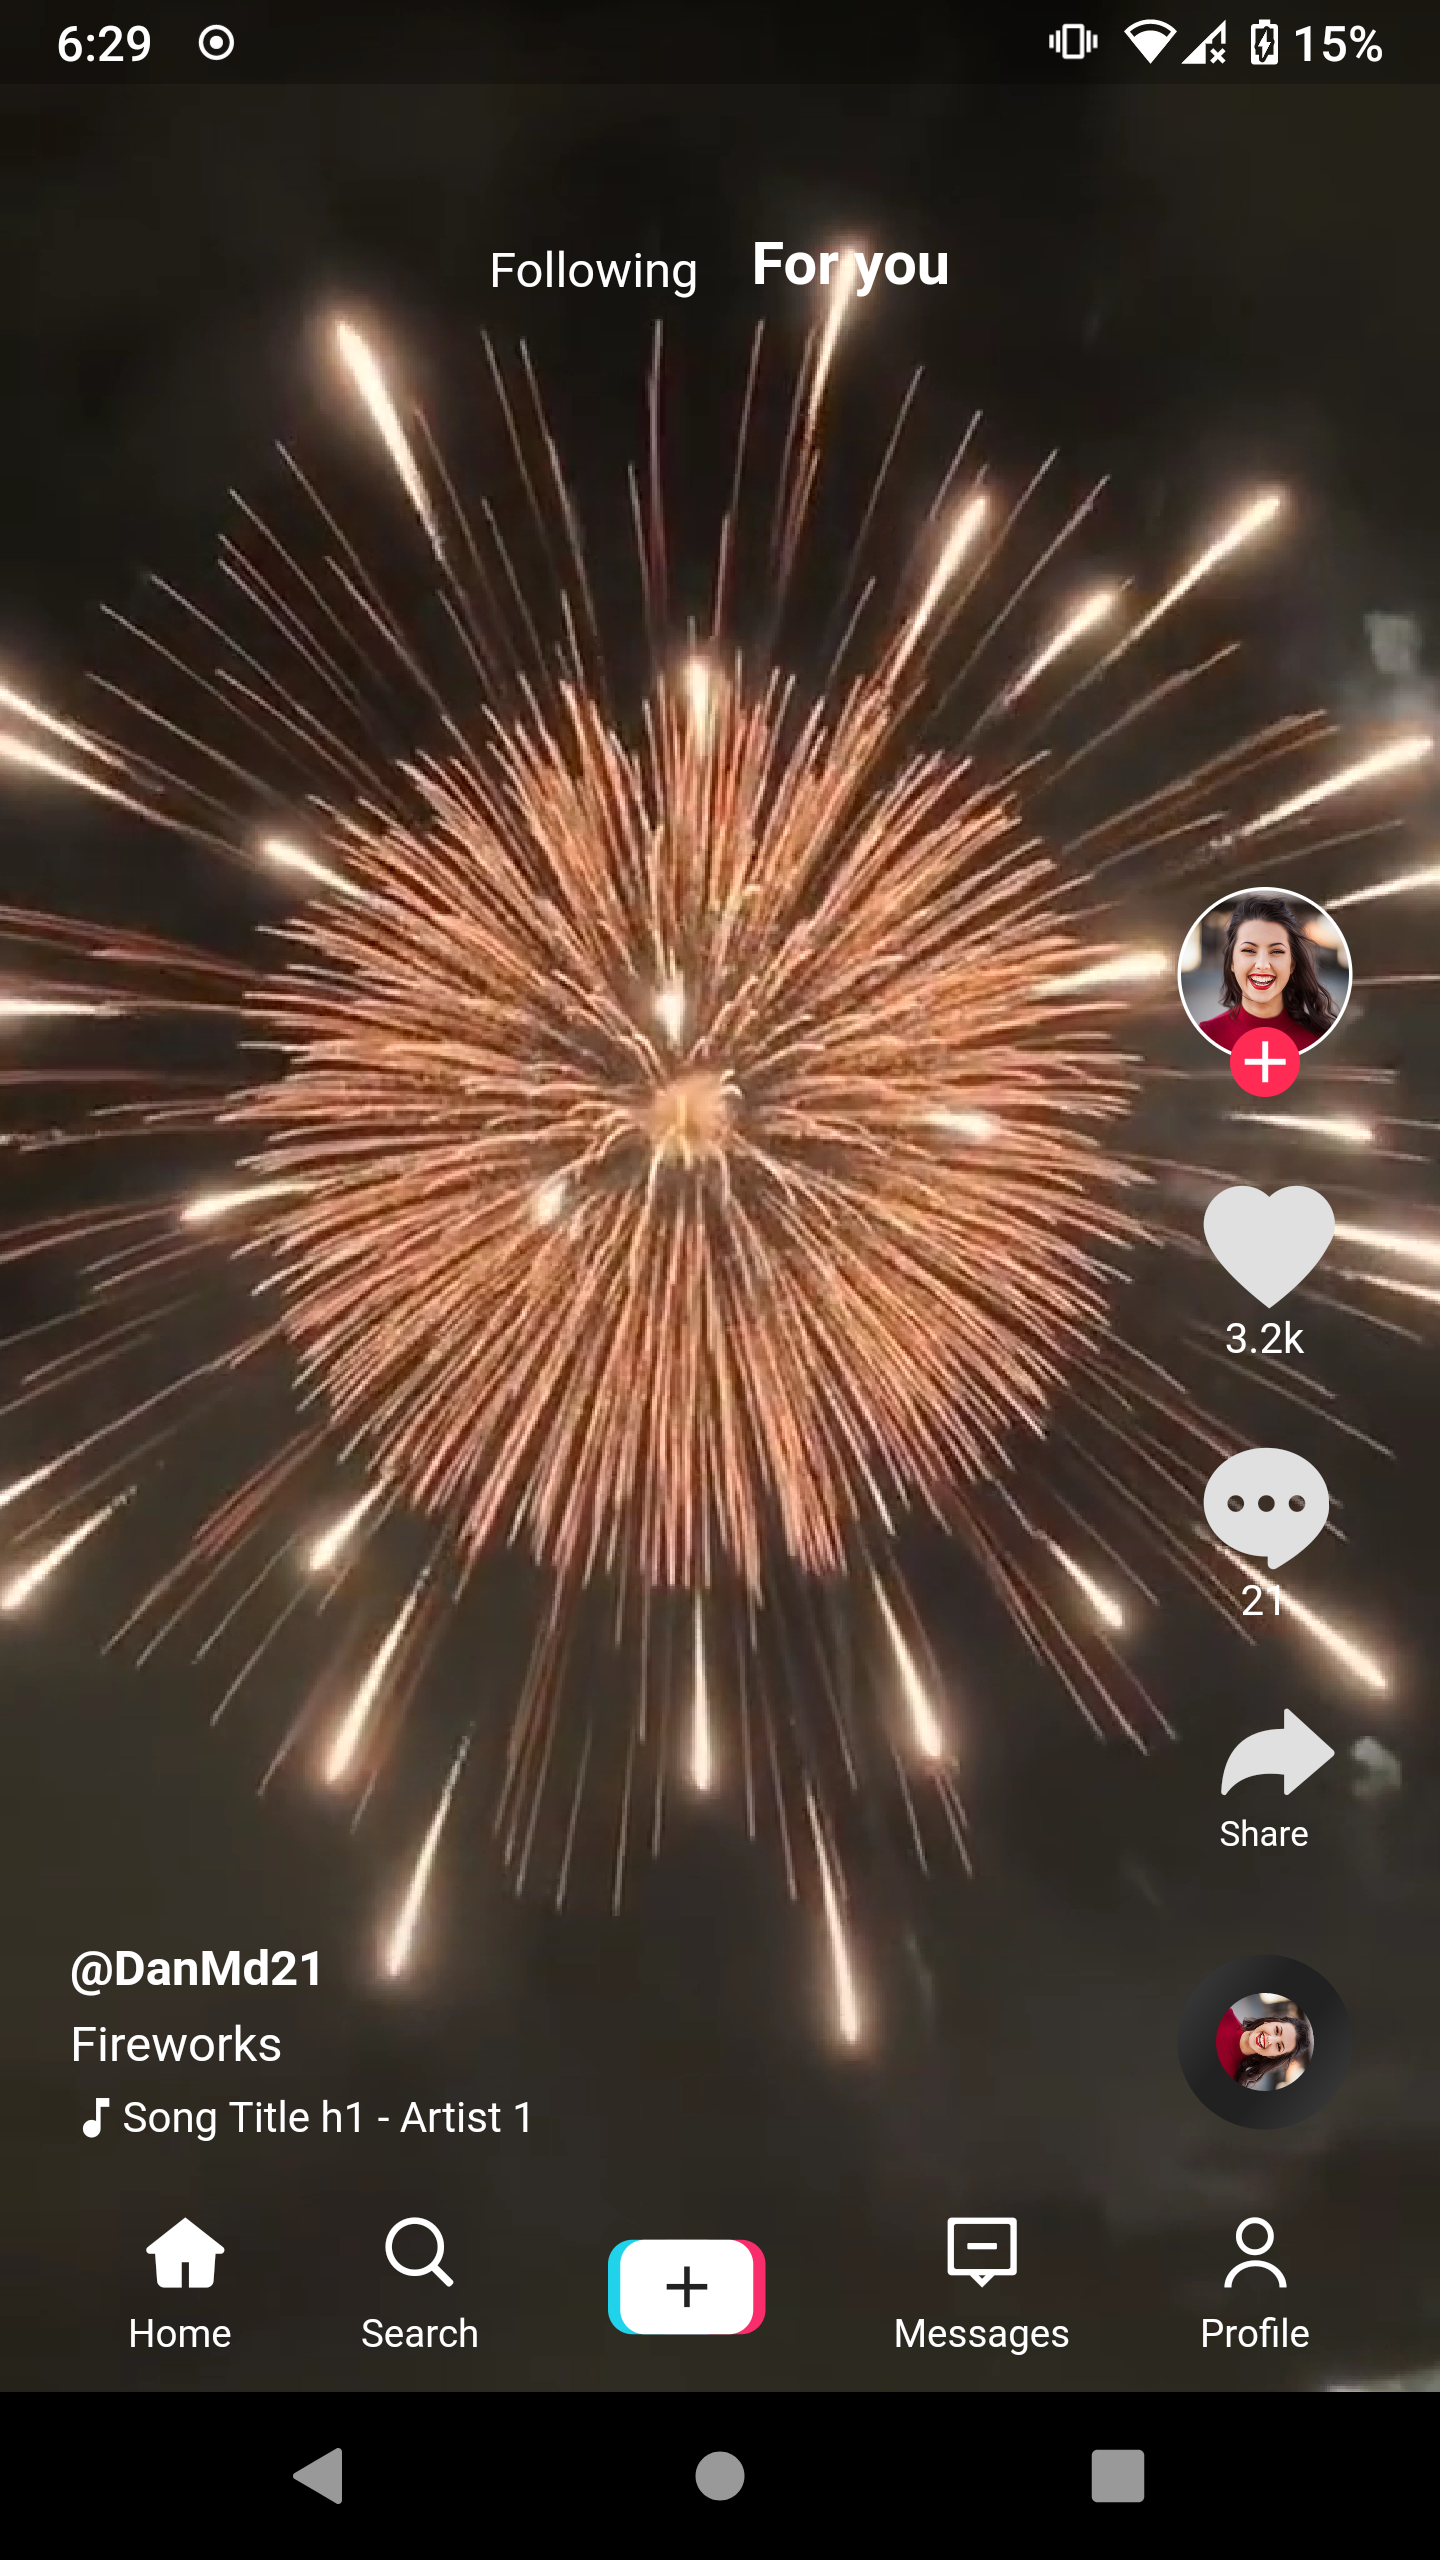 6:29
15%
Following For you
3.2k
21
Share
@DanMd21
Fireworks
Song Title h1 - Artist 1
Home Search Messages Profile